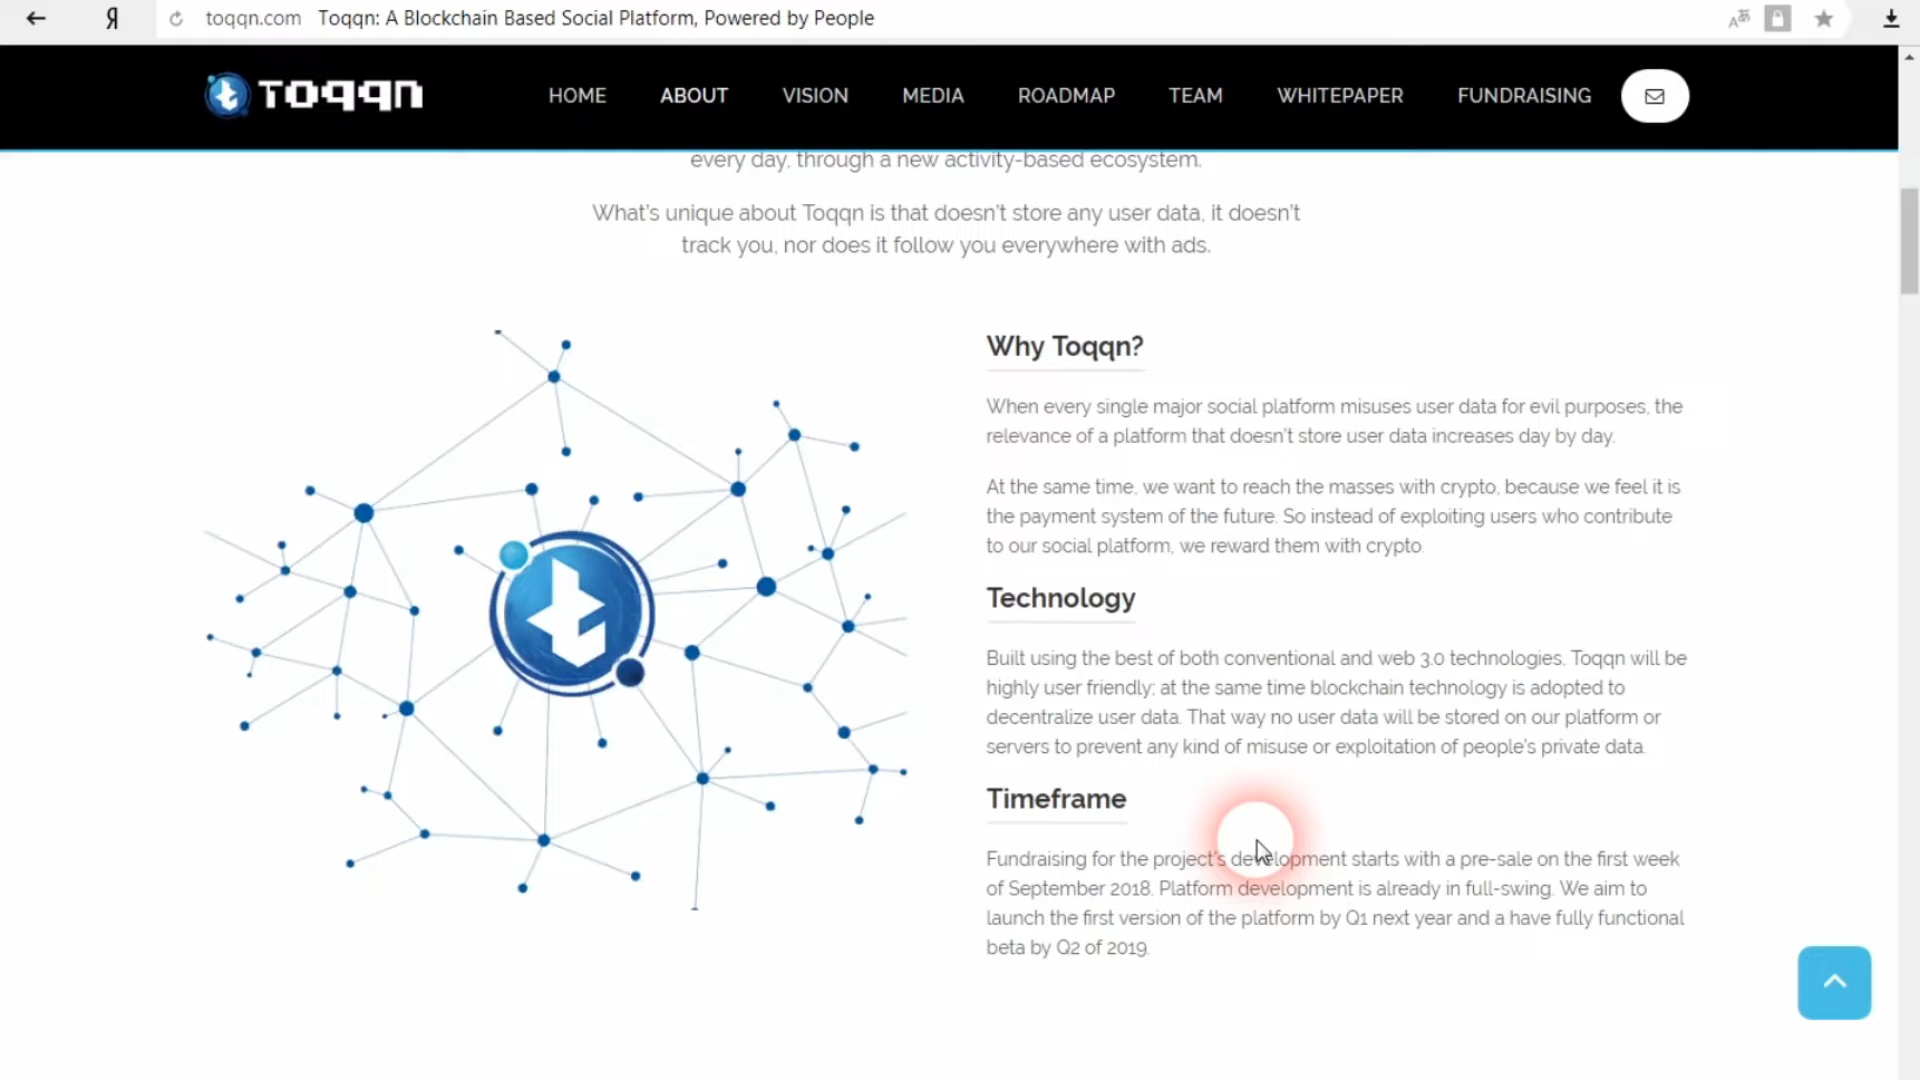 Я toqqn.com Toqqn: A Blockchain Based Social Platform, Powered by People
TOQQN HOME ABOUT VISION MEDIA ROADMAP TEAM WHITEPAPER FUNDRAISING
every day, through a new activity-based ecosystem.
What's unique about Toqqn is that doesn't store any user data, it doesn't
track you, nor does it follow you everywhere with ads.
Why Toqqn?
When every single major social platform misuses user data for evil purposes, the
relevance of a platform that doesn't store user data increases day by day.
At the same time, we want to reach the masses with crypto, because we feel it is
the payment system of the future. So instead of exploiting users who contribute
to our social platform, we reward them with crypto.
Technology
Built using the best of both conventional and web 3.0 technologies, Toqqn will be
highly user friendly; at the same time blockchain technology is adopted to
decentralize user data. That way no user data will be stored on our platform or
servers to prevent any kind of misuse or exploitation of people's private data.
Timeframe
Fundraising for the project's development starts with a pre-sale on the first week
of September 2018. Platform development is already in full-swing. We aim to
launch the first version of the platform by Q1 next year and a have fully functional
beta by Q2 of 2019.